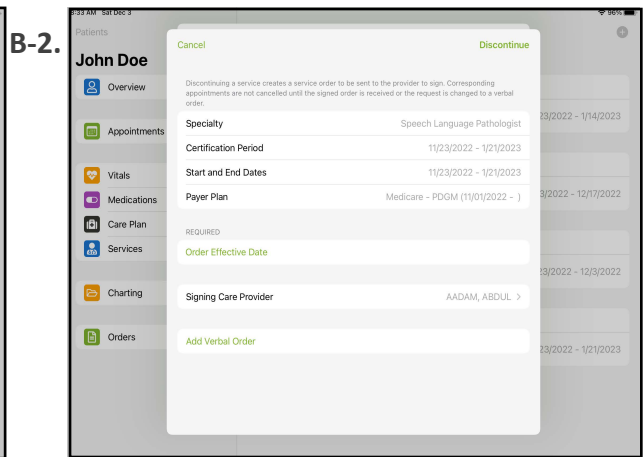 B-2.
8:33 AM Sat Dec 3
96%
Patients
John Doe
Overview
Appointments
Vitals
Medications
Care Plan
Services
Charting
Orders
Cancel
Discontinue
Discontinuing a service creates a service order to be sent to the provider to sign. Corresponding
appointments are not cancelled until the signed order is received or the request is changed to a verbal
order.
Specialty Speech Language Pathologist
Certification Period 11/23/2022 - 1/21/2023
Start and End Dates 11/23/2022 - 1/21/2023
Payer Plan Medicare - PDGM (11/01/2022 - )
REQUIRED
Order Effective Date
Signing Care Provider AADAM, ABDUL >
Add Verbal Order
23/2022 - 1/14/2023
3/2022 - 12/17/2022
23/2022 - 12/3/2022
23/2022 - 1/21/2023